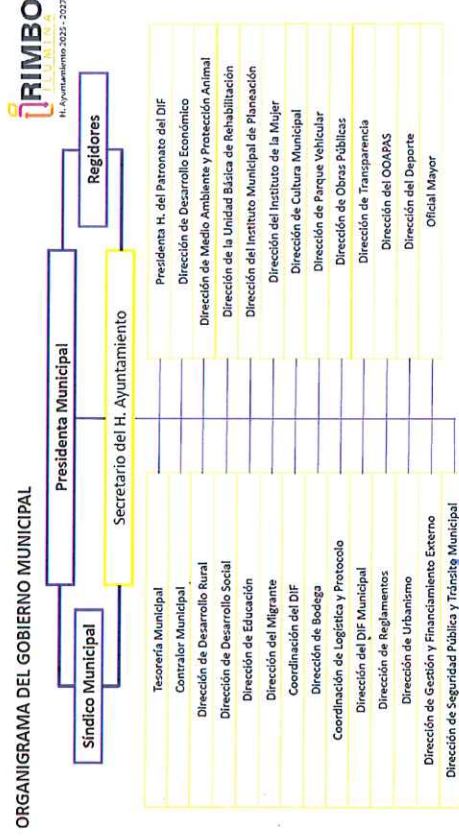 ORGANIGRAMA DEL GOBIERNO MUNICIPAL
URIMBO
ILUMINA
H. Ayuntamiento 2025 - 2027
Presidenta Municipal
Síndico Municipal
Regidores
Secretario del H. Ayuntamiento
Tesorería Municipal
Contralor Municipal
Dirección de Desarrollo Rural
Dirección de Desarrollo Social
Dirección de Educación
Dirección del Migrante
Coordinación del DIF
Dirección de Bodega
Coordinación de Logística y Protocolo
Dirección del DIF Municipal
Dirección de Reglamentos
Dirección de Urbanismo
Dirección de Gestión y Financiamiento Externo
Dirección de Seguridad Pública y Tránsito Municipal
Presidenta H. del Patronato del DIF
Dirección de Desarrollo Económico
Dirección de Medio Ambiente y Protección Animal
Dirección de la Unidad Básica de Rehabilitación
Dirección del Instituto Municipal de Planeación
Dirección del Instituto de la Mujer
Dirección de Cultura Municipal
Dirección de Parque Vehicular
Dirección de Obras Públicas
Dirección de Transparencia
Dirección del OOAPAS
Dirección del Deporte
Oficial Mayor